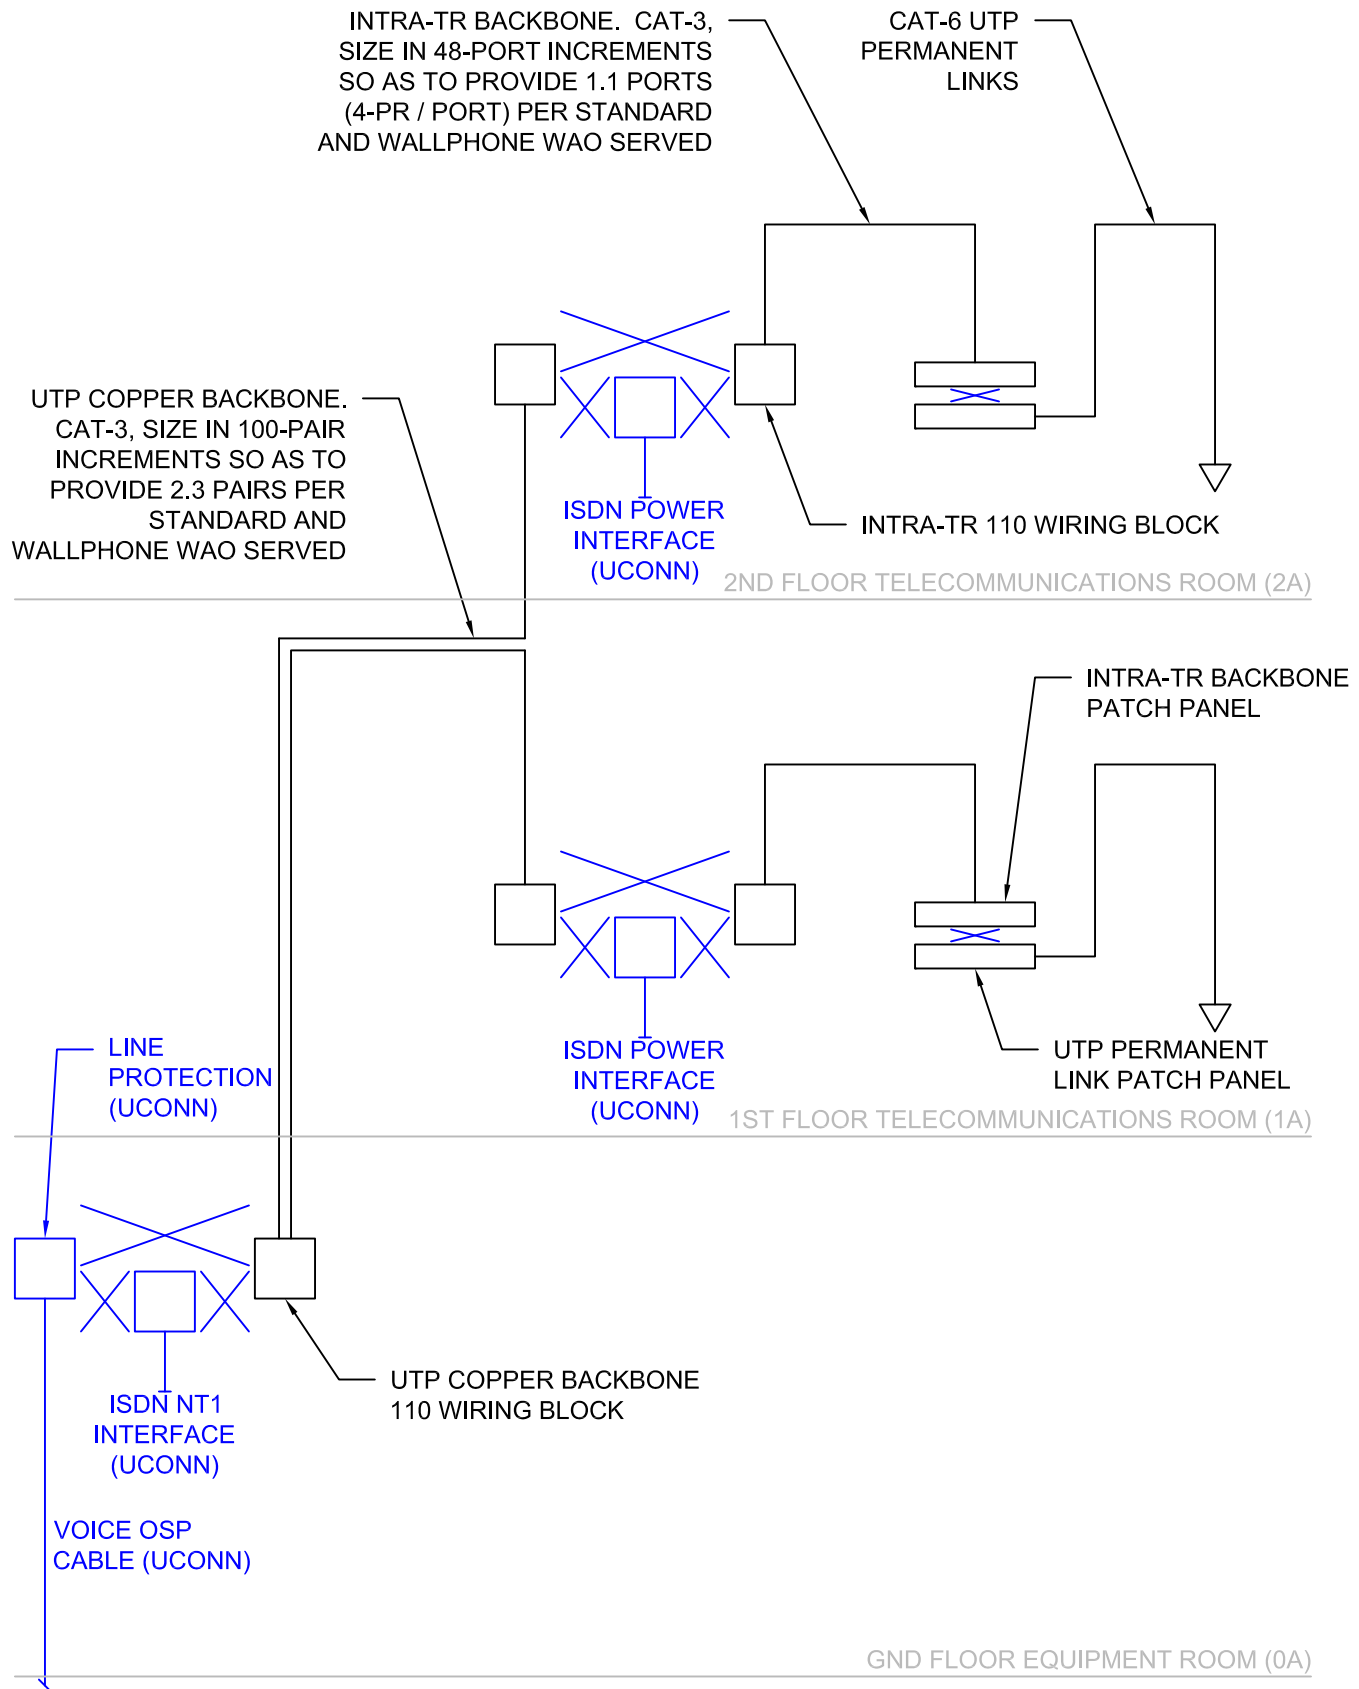 INTRA-TR BACKBONE.  CAT-3,
SIZE IN 48-PORT INCREMENTS
SO AS TO PROVIDE 1.1 PORTS
(4-PR / PORT) PER STANDARD
AND WALLPHONE WAO SERVED
CAT-6 UTP
PERMANENT
LINKS
UTP COPPER BACKBONE.
CAT-3, SIZE IN 100-PAIR
INCREMENTS SO AS TO
PROVIDE 2.3 PAIRS PER
STANDARD AND
WALLPHONE WAO SERVED
ISDN POWER
INTERFACE
(UCONN)
INTRA-TR 110 WIRING BLOCK
2ND FLOOR TELECOMMUNICATIONS ROOM (2A)
INTRA-TR BACKBONE
PATCH PANEL
LINE
PROTECTION
(UCONN)
ISDN POWER
INTERFACE
(UCONN)
UTP PERMANENT
LINK PATCH PANEL
1ST FLOOR TELECOMMUNICATIONS ROOM (1A)
UTP COPPER BACKBONE
110 WIRING BLOCK
ISDN NT1
INTERFACE
(UCONN)
VOICE OSP
CABLE (UCONN)
GND FLOOR EQUIPMENT ROOM (0A)